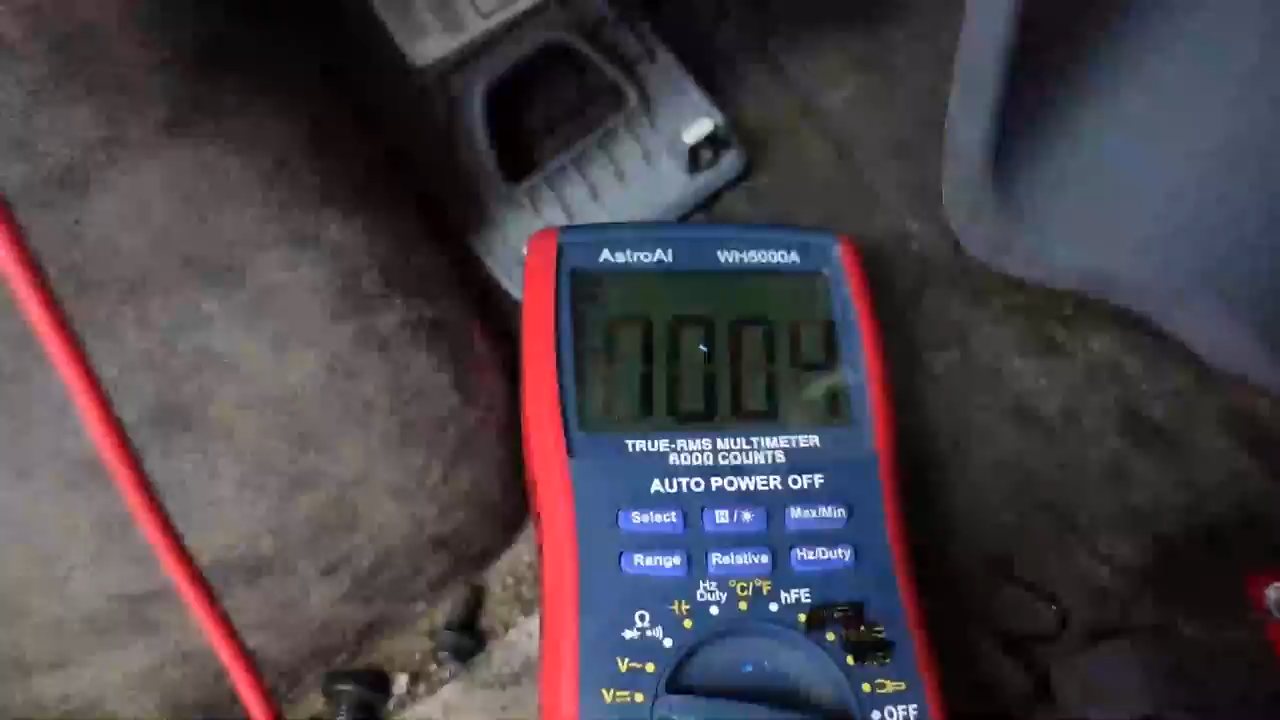 AstroAI WH5000A
TRUE-RMS MULTIMETER
6000 COUNTS
AUTO POWER OFF
Select H/☀ Max/Min
Range Relative Hz/Duty
Hz
Duty
°C/°F
hFE
Ω
V~
V⎓
OFF